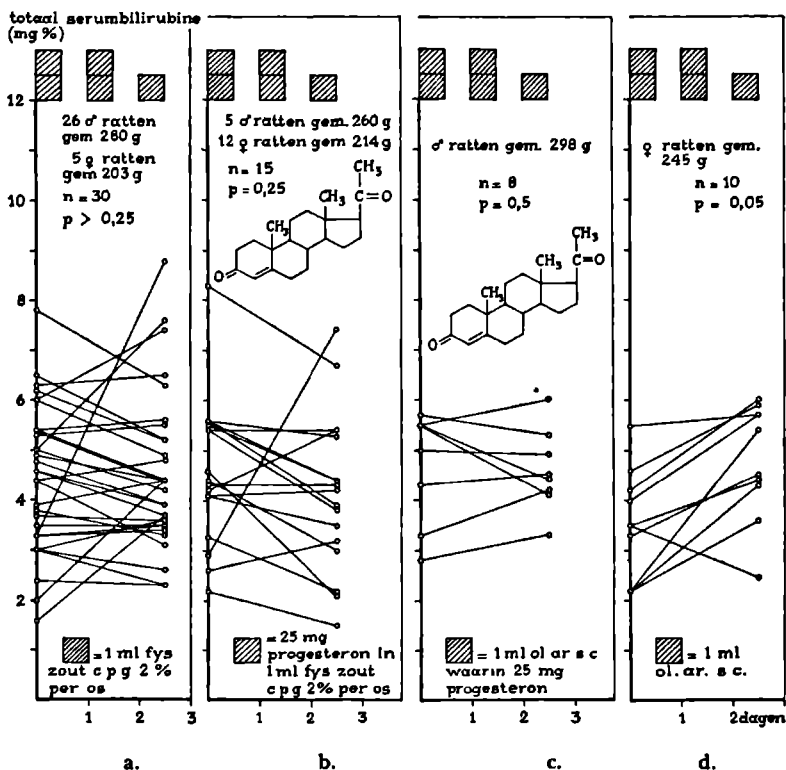 totaal serumbilirubine
(mg %)
12
10
8
6
4
2
26 ♂ ratten
gem 280 g
5 ♀ ratten
gem 203 g
n = 30
p > 0,25
= 1 ml fys
zout c p g 2 %
per os
1 2 3
a.
5 ♂ ratten gem. 260 g
12 ♀ ratten gem 214 g
n = 15
p = 0,25
CH₃
CH₃ C=O
CH₃
O
= 25 mg
progesteron in
1 ml fys zout
c p g 2% per os
1 2 3
b.
♂ ratten gem. 298 g
n = 8
p = 0,5
CH₃
CH₃ C=O
CH₃
O
= 1 ml ol ar s c
waarin 25 mg
progesteron
1 2 3
c.
♀ ratten gem.
245 g
n = 10
p = 0,05
= 1 ml
ol. ar. s c.
1 2 dagen
d.